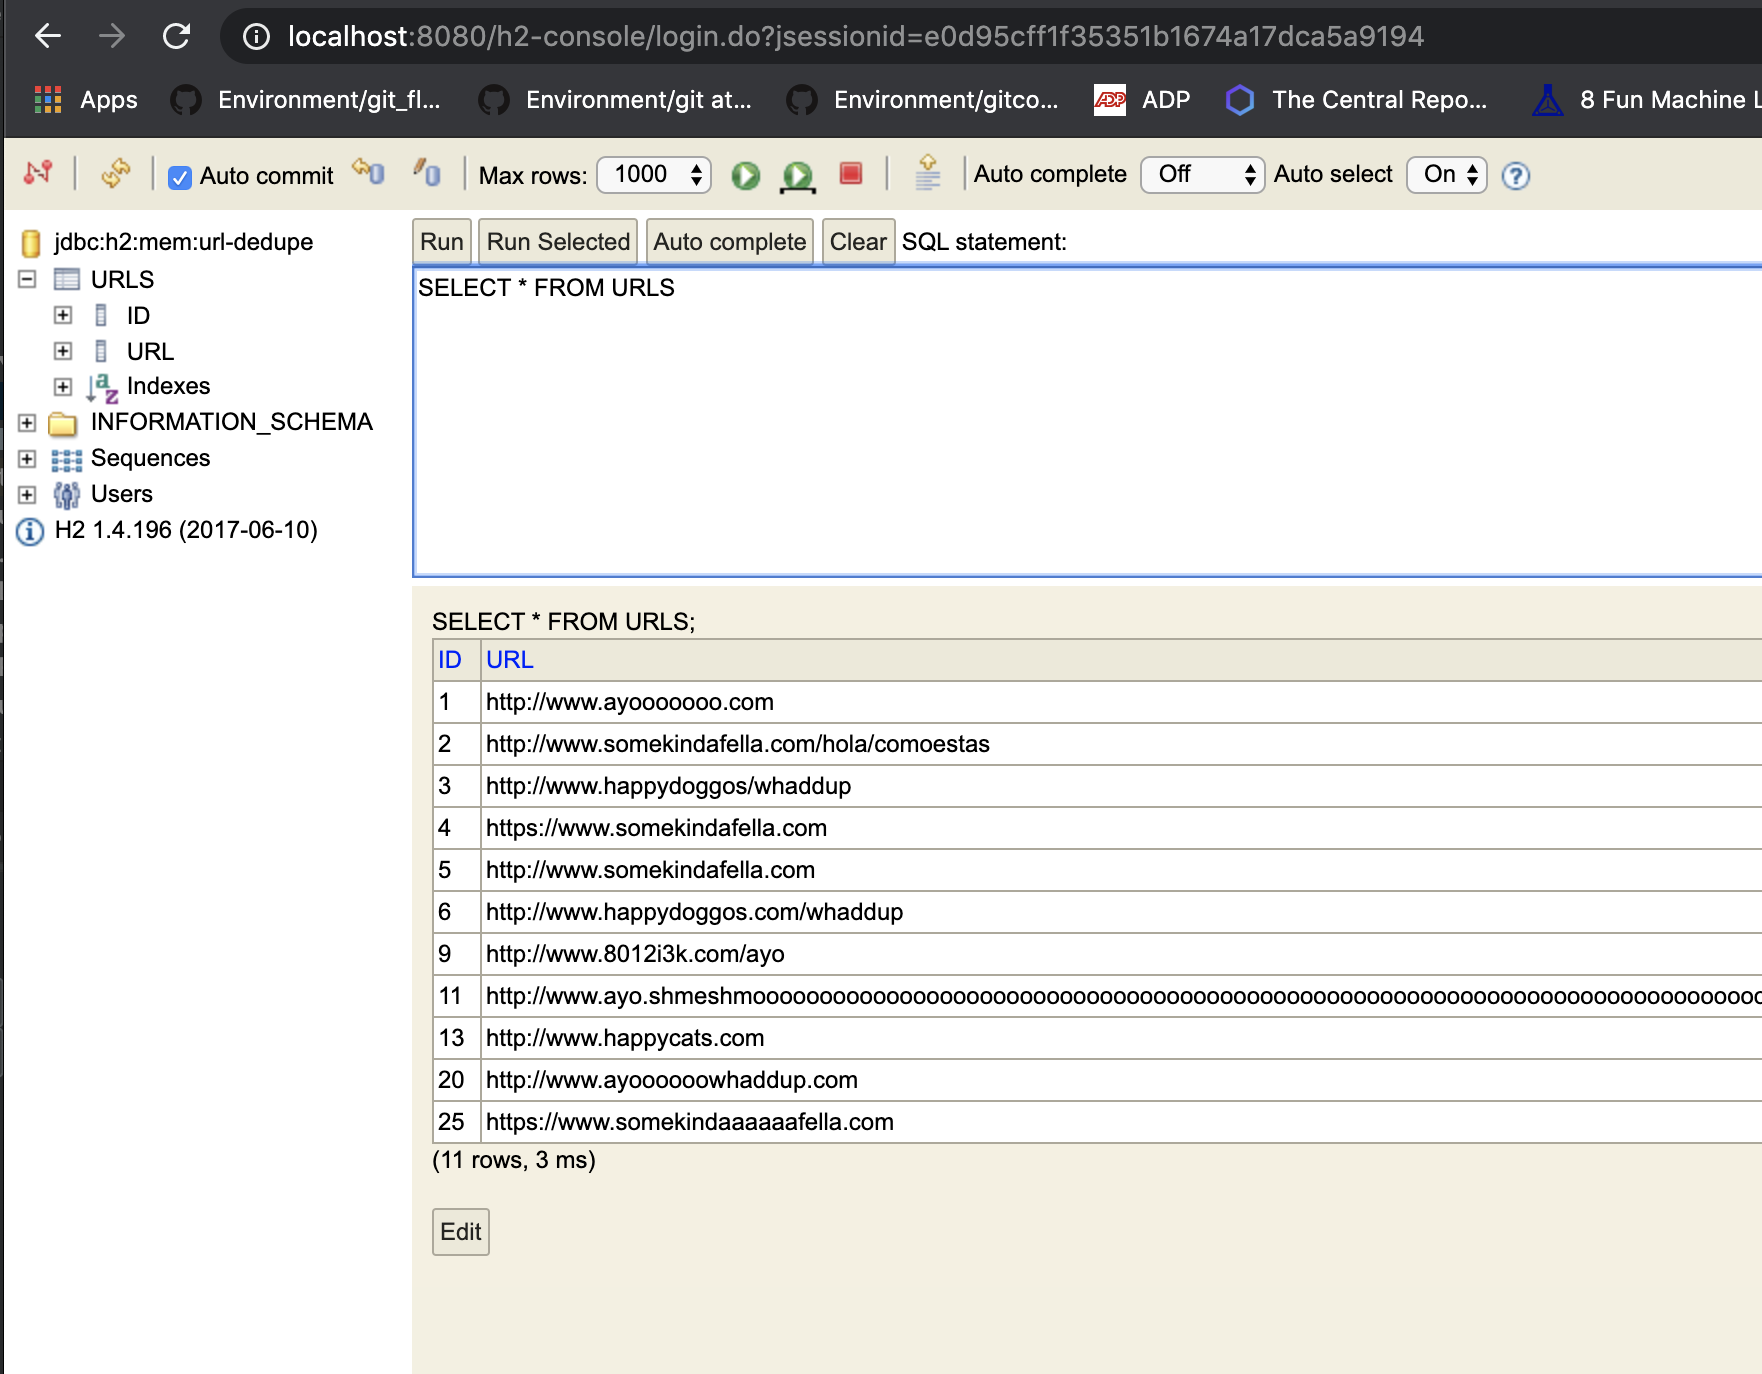 localhost:8080/h2-console/login.do?jsessionid=e0d95cff1f35351b1674a17dca5a9194
Apps Environment/git_fl... Environment/git at... Environment/gitco... ADP ADP The Central Repo... 8 Fun Machine L
Auto commit Max rows: 1000 Auto complete Off Auto select On ?
jdbc:h2:mem:url-dedupe
URLS
ID
URL
Indexes
INFORMATION_SCHEMA
Sequences
Users
H2 1.4.196 (2017-06-10)
Run Run Selected Auto complete Clear SQL statement:
SELECT * FROM URLS
SELECT * FROM URLS;
ID URL
1 http://www.ayooooooo.com
2 http://www.somekindafella.com/hola/comoestas
3 http://www.happydoggos/whaddup
4 https://www.somekindafella.com
5 http://www.somekindafella.com
6 http://www.happydoggos.com/whaddup
9 http://www.8012i3k.com/ayo
13 http://www.happycats.com
20 http://www.ayoooooowhaddup.com
25 https://www.somekindaaaaaafella.com
(11 rows, 3 ms)
Edit